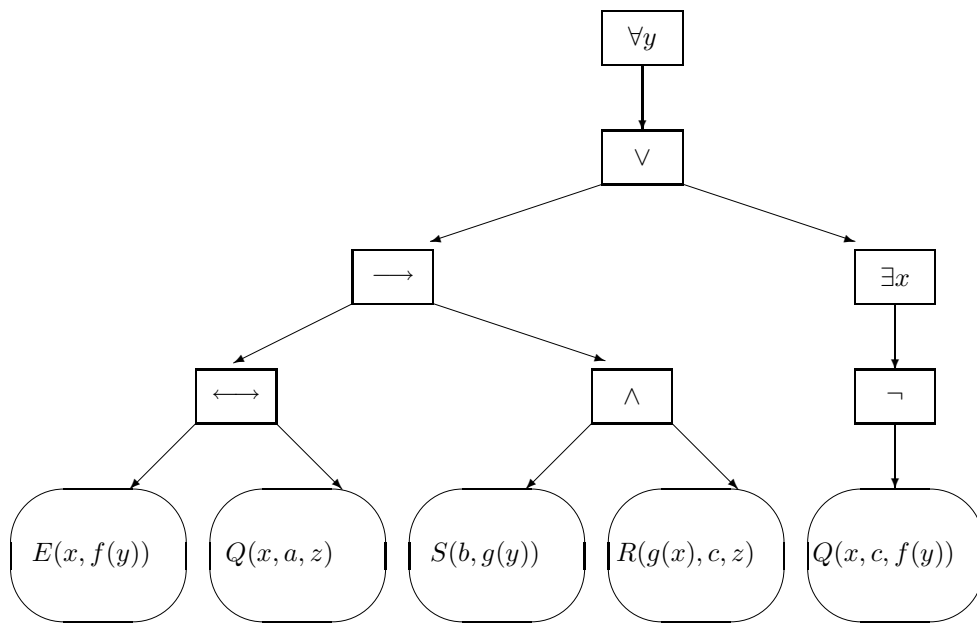 ∀y
∨
⟶
∃x
⟷
∧
¬
E(x, f(y))
Q(x, a, z)
S(b, g(y))
R(g(x), c, z)
Q(x, c, f(y))